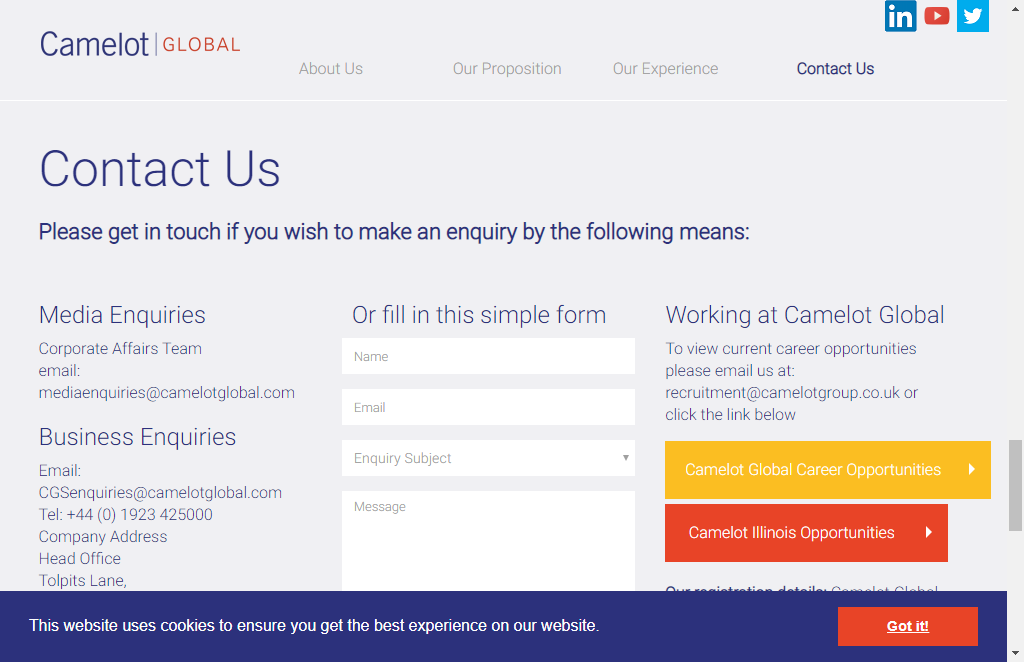 Camelot GLOBAL
About Us
Our Proposition
Our Experience
Contact Us
Contact Us
Please get in touch if you wish to make an enquiry by the following means:
Media Enquiries
Corporate Affairs Team
email:
mediaenquiries@camelotglobal.com
Business Enquiries
Email:
CGSenquiries@camelotglobal.com
Tel: +44 (0) 1923 425000
Company Address
Head Office
Tolpits Lane,
Or fill in this simple form
Name
Email
Enquiry Subject
Message
Working at Camelot Global
To view current career opportunities
please email us at:
recruitment@camelotgroup.co.uk or
click the link below
Camelot Global Career Opportunities
Camelot Illinois Opportunities
Our registration details: Camelot Global
This website uses cookies to ensure you get the best experience on our website.
Got it!